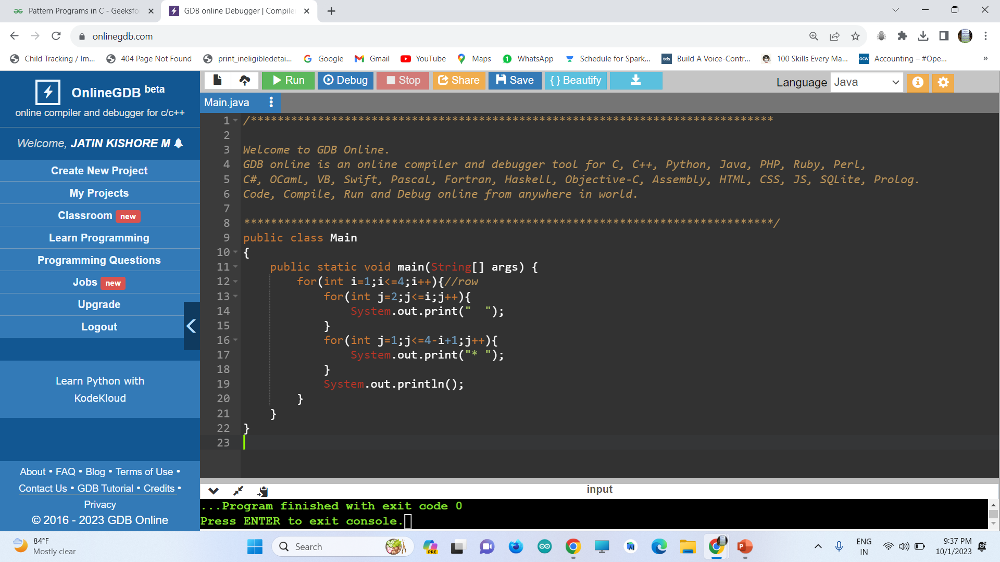 Pattern Programs in C - Geeksfo
GDB online Debugger | Compile
onlinegdb.com
Child Tracking / Im... 404 Page Not Found print_ineligibledetai... Google Gmail YouTube Maps WhatsApp Schedule for Spark... Build A Voice-Contr... 100 Skills Every Ma... Accounting – #Ope... »
OnlineGDB beta
online compiler and debugger for c/c++
Welcome, JATIN KISHORE M
Create New Project
My Projects
Classroom new
Learn Programming
Programming Questions
Jobs new
Upgrade
Logout
Learn Python with
KodeKloud
About • FAQ • Blog • Terms of Use •
Contact Us • GDB Tutorial • Credits •
Privacy
© 2016 - 2023 GDB Online
Run Debug Stop Share Save { } Beautify
Language Java
Main.java
1 /******************************************************************************
2
3 Welcome to GDB Online.
4 GDB online is an online compiler and debugger tool for C, C++, Python, Java, PHP, Ruby, Perl,
5 C#, OCaml, VB, Swift, Pascal, Fortran, Haskell, Objective-C, Assembly, HTML, CSS, JS, SQLite, Prolog.
6 Code, Compile, Run and Debug online from anywhere in world.
7
8 *******************************************************************************/
9 public class Main
10 {
11 public static void main(String[] args) {
12 for(int i=1;i<=4;i++){//row
13 for(int j=2;j<=i;j++){
14 System.out.print("  ");
15 }
16 for(int j=1;j<=4-i+1;j++){
17 System.out.print("* ");
18 }
19 System.out.println();
20 }
21 }
22 }
23
input
...Program finished with exit code 0
Press ENTER to exit console.
84°F
Mostly clear
Search
PRE
ENG
IN
9:37 PM
10/1/2023